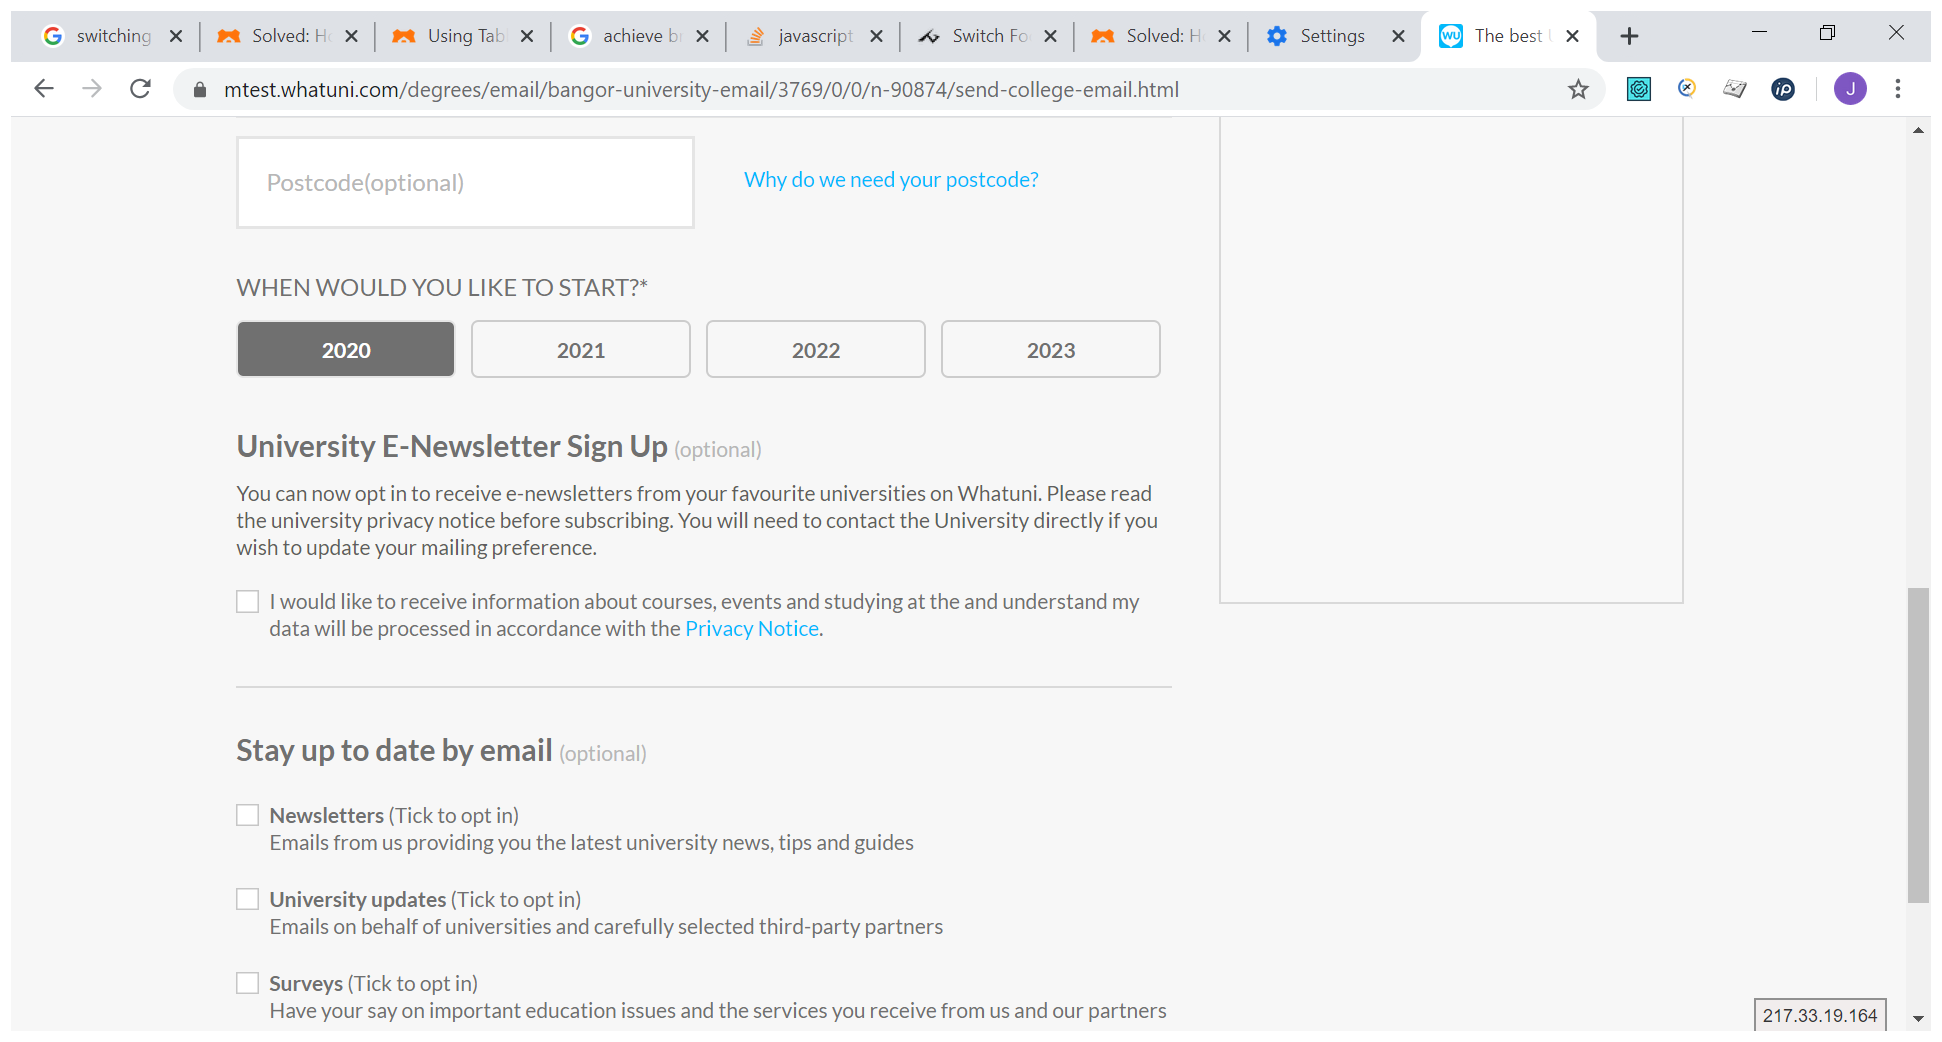 switching
Solved: H
Using Tab
achieve b
javascript
Switch Fo
Solved: H
Settings
The best
mtest.whatuni.com/degrees/email/bangor-university-email/3769/0/0/n-90874/send-college-email.html
J
Postcode(optional)
Why do we need your postcode?
WHEN WOULD YOU LIKE TO START?*
2020
2021
2022
2023
University E-Newsletter Sign Up (optional)
You can now opt in to receive e-newsletters from your favourite universities on Whatuni. Please read
the university privacy notice before subscribing. You will need to contact the University directly if you
wish to update your mailing preference.
I would like to receive information about courses, events and studying at the and understand my
data will be processed in accordance with the Privacy Notice.
Stay up to date by email (optional)
Newsletters (Tick to opt in)
Emails from us providing you the latest university news, tips and guides
University updates (Tick to opt in)
Emails on behalf of universities and carefully selected third-party partners
Surveys (Tick to opt in)
Have your say on important education issues and the services you receive from us and our partners
217.33.19.164